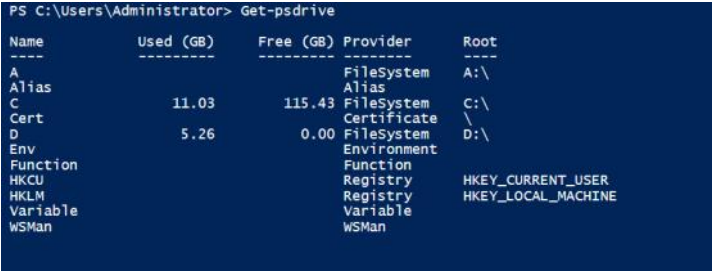 PS C:\Users\Administrator> Get-psdrive
Name Used (GB) Free (GB) Provider Root
---- --------- --------- -------- ----
A FileSystem A:\
Alias Alias
C 11.03 115.43 FileSystem C:\
Cert Certificate \
D 5.26 0.00 FileSystem D:\
Env Environment
Function Function
HKCU Registry HKEY_CURRENT_USER
HKLM Registry HKEY_LOCAL_MACHINE
Variable Variable
WSMan WSMan